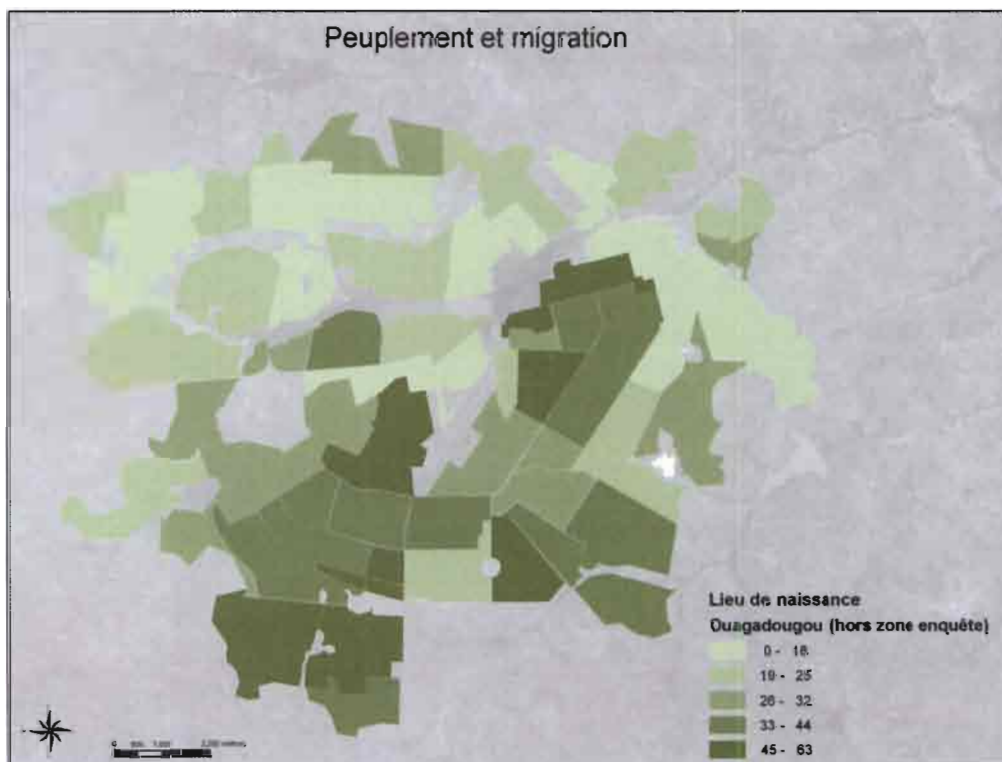 Peuplement et migration
Lieu de naissance
Ouagadougou (hors zone enquête)
0 - 18
19 - 25
26 - 32
33 - 44
45 - 63
0